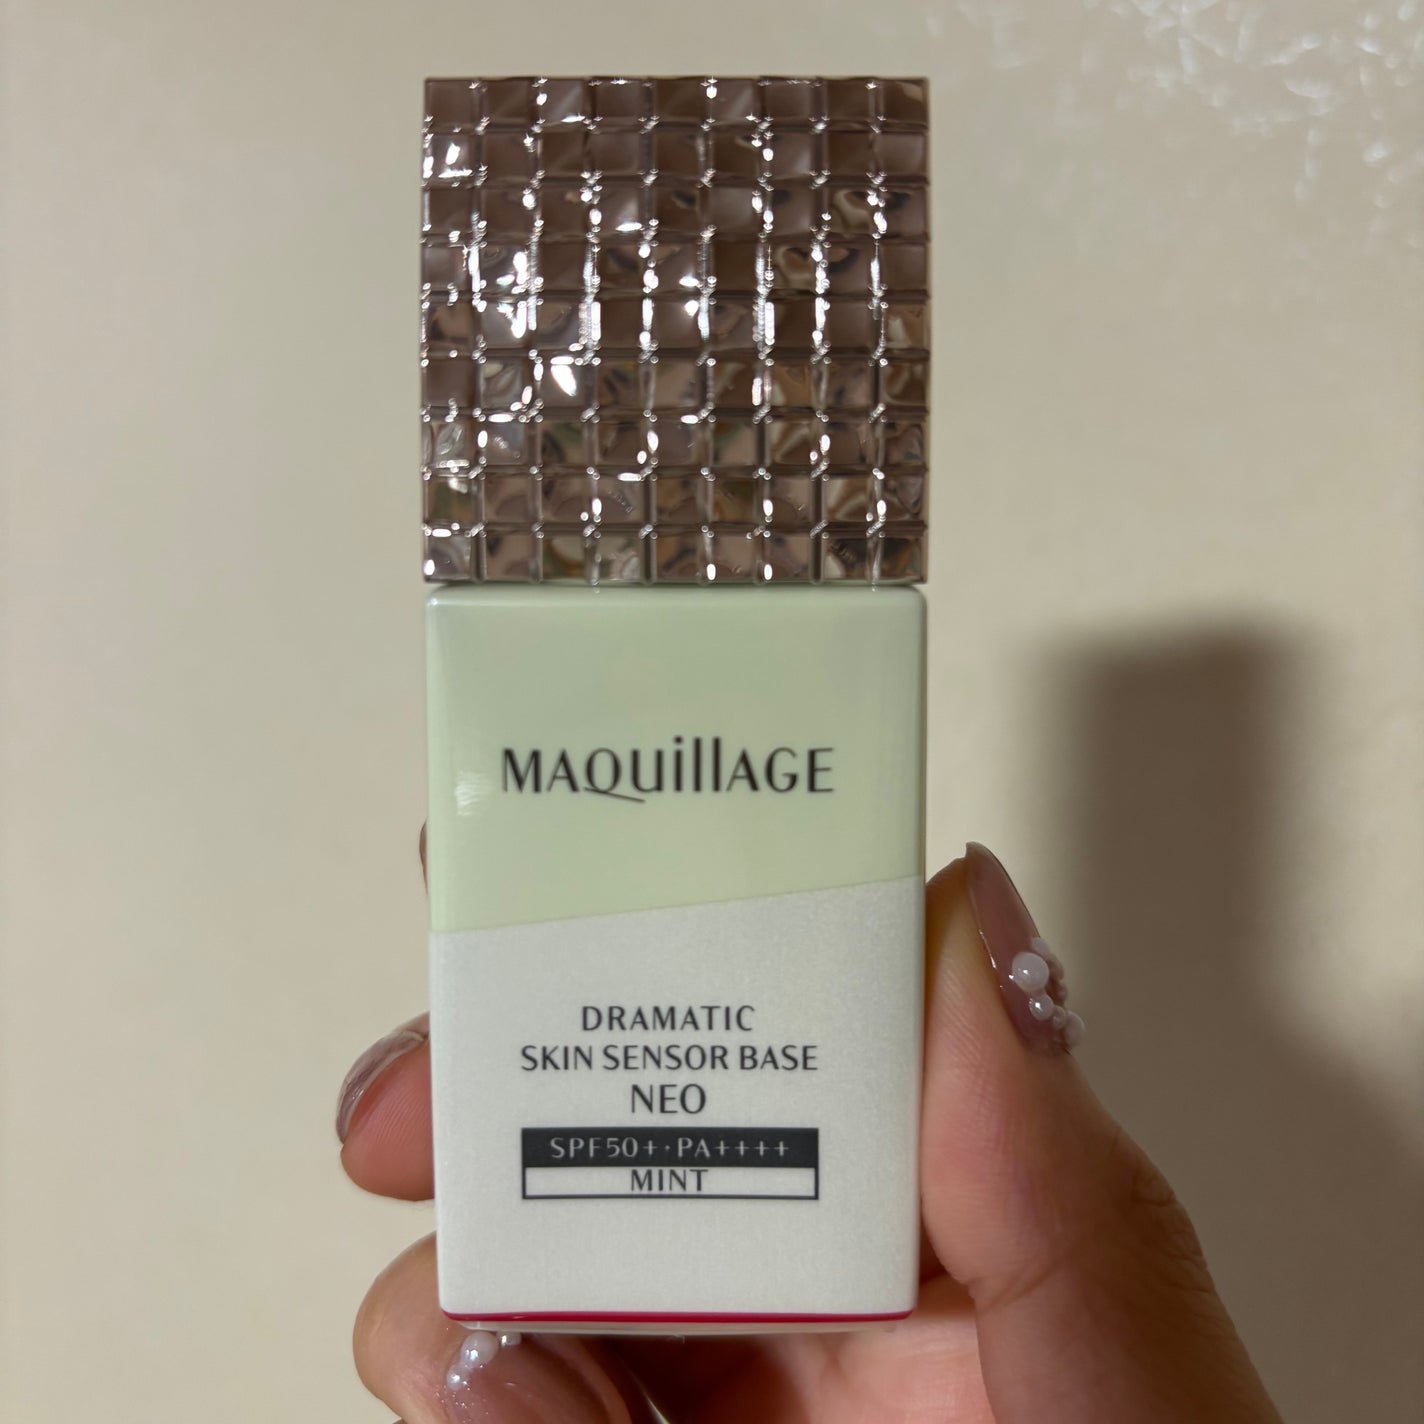 MAQuillAGE
DRAMATIC
SKIN SENSOR BASE
NEO
SPF50+・PA++++
MINT